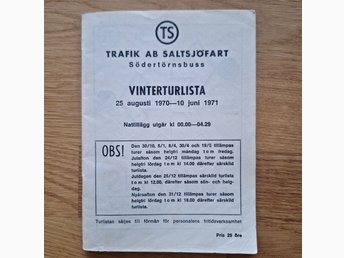 TS
TRAFIK AB SALTSJÖFART
Södertörnsbuss
VINTERTURLISTA
25 augusti 1970—10 juni 1971
Nattillägg utgår kl 00.00—04.29
OBS!
Den 30/10, 5/1, 8/4, 30/4 och 19/5 tillämpas
turer såsom helgfri måndag t o m fredag.
Julafton den 24/12 tillämpas turer såsom
helgfri lördag t o m kl 14.00 därefter särskild
turlista.
Juldagen den 25/12 tillämpas särskild turlista
t o m kl 12.00, därefter som sön- och helg-
dag.
Nyårsafton den 31/12 tillämpas turer såsom
helgfri lördag t o m kl 18.00 därefter särskild
turlista.
Turlistan säljes till förmån för personalens fritidsverksamhet
Pris 25 öre